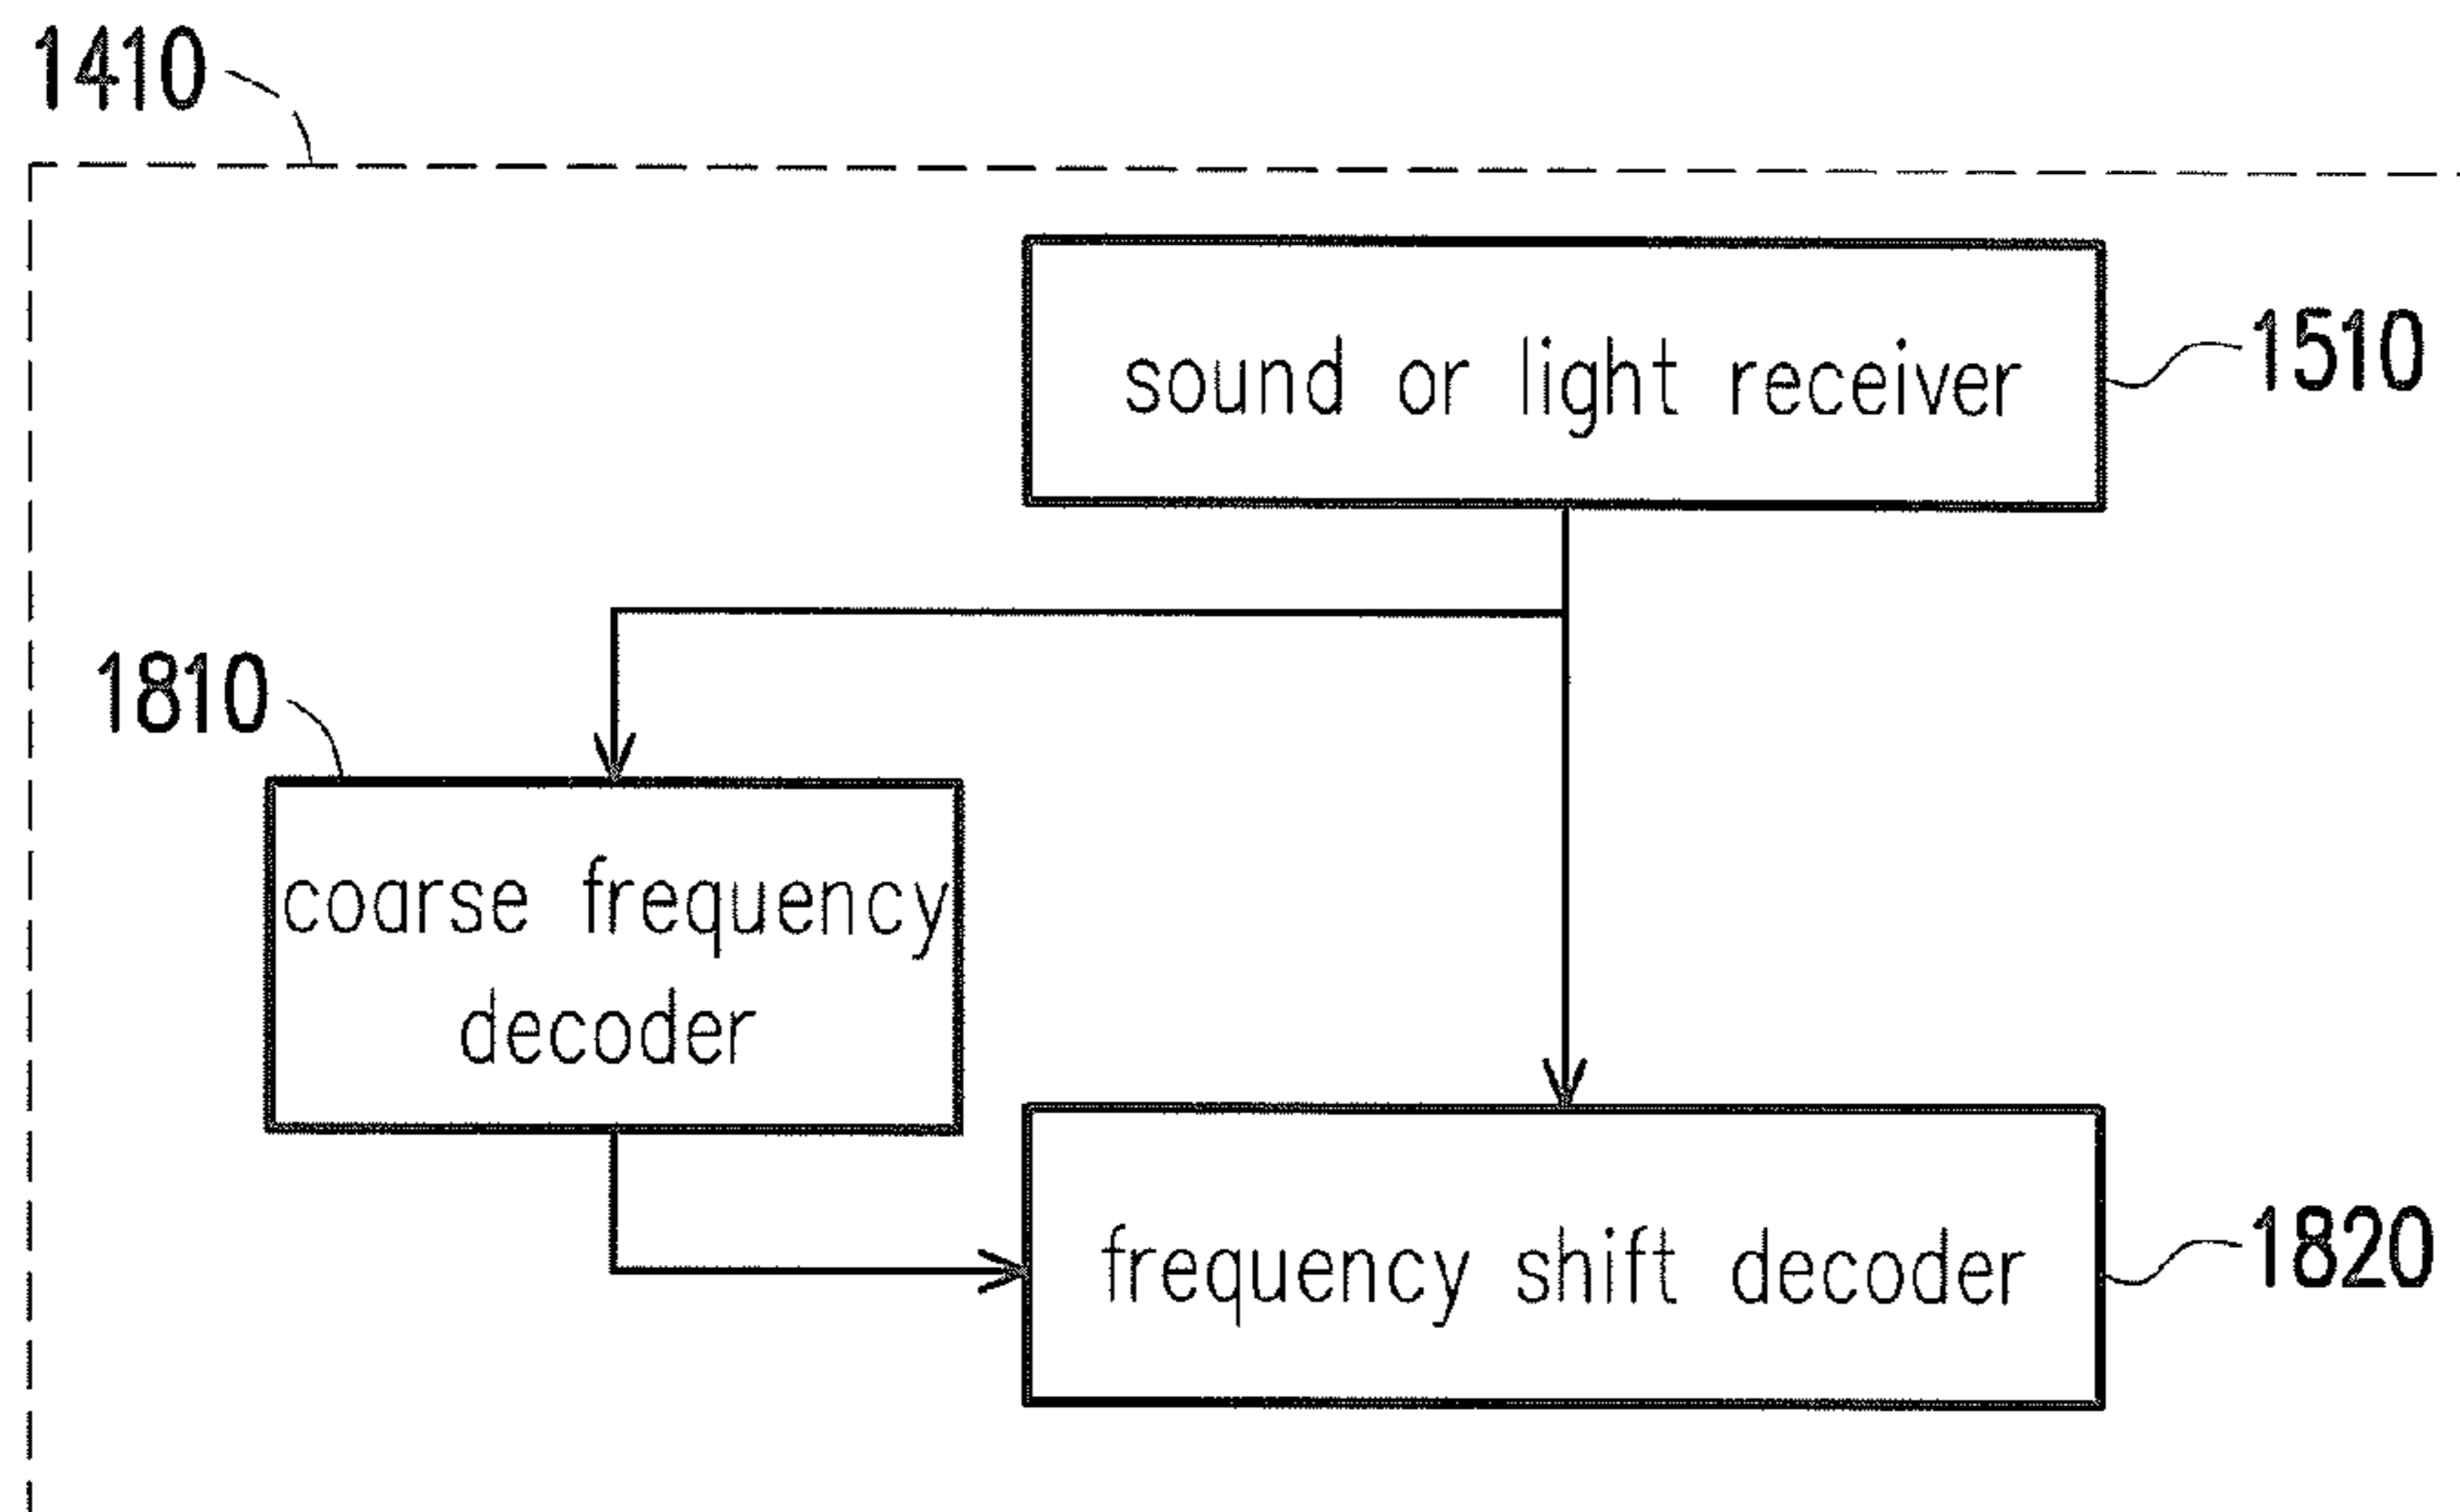 1410
sound or light receiver
1510
1810
coarse frequency
decoder
frequency shift decoder
1820